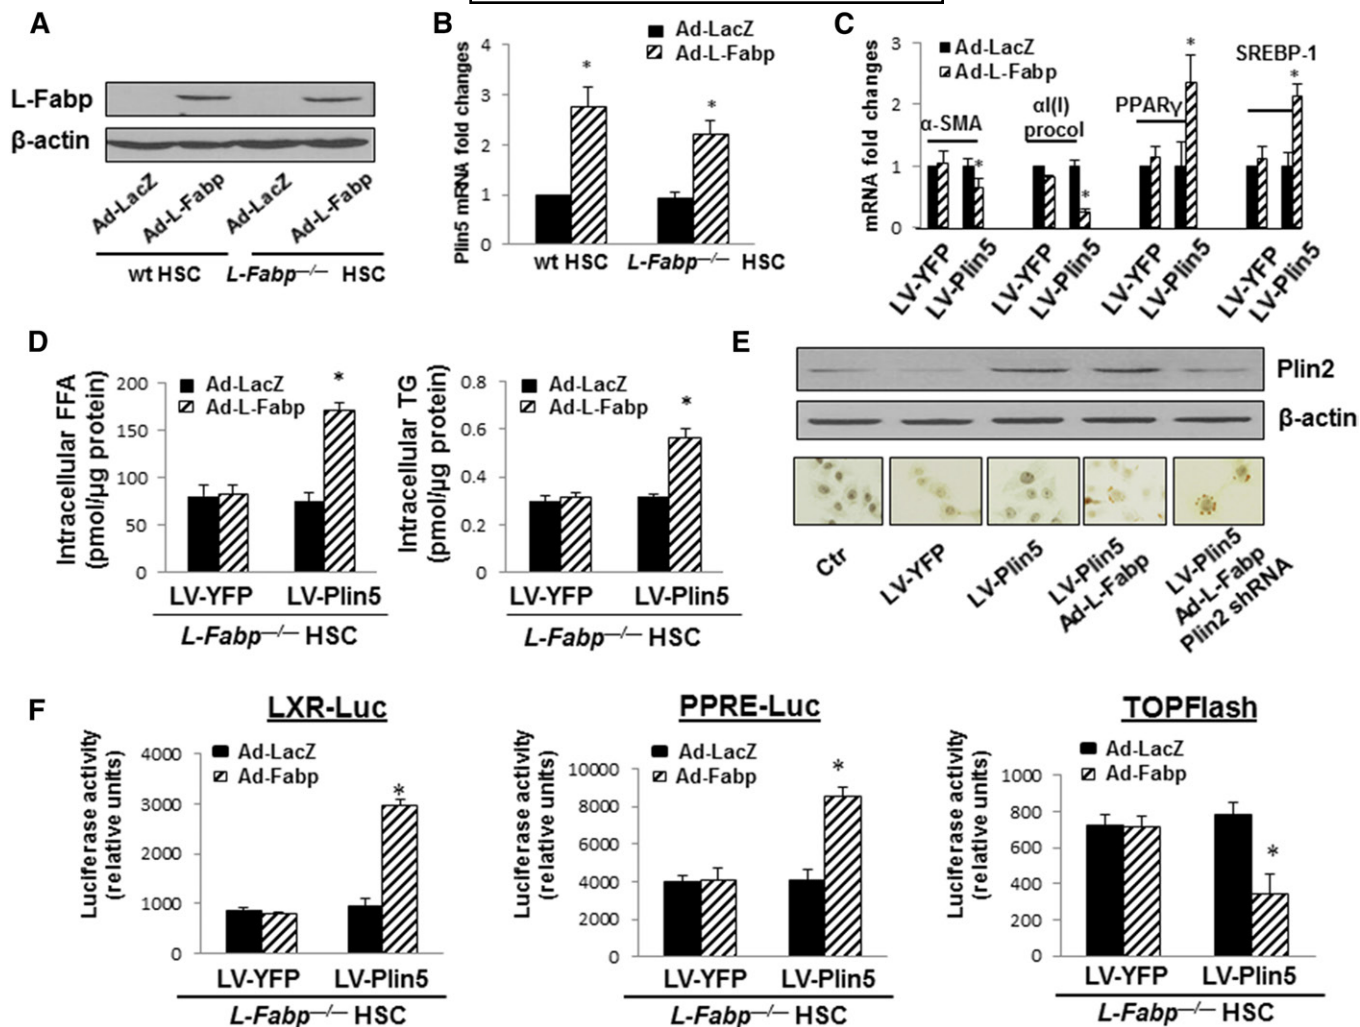 A
L-Fabp
β-actin
Ad-LacZ
Ad-L-Fabp
Ad-LacZ
Ad-L-Fabp
wt HSC
L-Fabp—/— HSC
B
Plin5 mRNA fold changes
4
3
2
1
0
Ad-LacZ
Ad-L-Fabp
*
*
wt HSC
L-Fabp—/— HSC
C
mRNA fold changes
3
2
1
0
Ad-LacZ
Ad-L-Fabp
α-SMA
αI(I)
procol
PPARγ
SREBP-1
*
*
*
*
LV-YFP
LV-Plin5
LV-YFP
LV-Plin5
LV-YFP
LV-Plin5
LV-YFP
LV-Plin5
D
Intracellular FFA
(pmol/µg protein)
200
150
100
50
0
Ad-LacZ
Ad-L-Fabp
*
LV-YFP
LV-Plin5
L-Fabp—/— HSC
Intracellular TG
(pmol/µg protein)
0.8
0.6
0.4
0.2
0
Ad-LacZ
Ad-L-Fabp
*
LV-YFP
LV-Plin5
L-Fabp—/— HSC
E
Plin2
β-actin
Ctr
LV-YFP
LV-Plin5
LV-Plin5
Ad-L-Fabp
LV-Plin5
Ad-L-Fabp
Plin2 shRNA
F
LXR-Luc
Luciferase activity
(relative units)
4000
3000
2000
1000
0
Ad-LacZ
Ad-Fabp
*
LV-YFP
LV-Plin5
L-Fabp—/— HSC
PPRE-Luc
Luciferase activity
(relative units)
10000
8000
6000
4000
2000
0
Ad-LacZ
Ad-Fabp
*
LV-YFP
LV-Plin5
L-Fabp—/— HSC
TOPFlash
Luciferase activity
(relative units)
1000
800
600
400
200
0
Ad-LacZ
Ad-Fabp
*
LV-YFP
LV-Plin5
L-Fabp—/— HSC